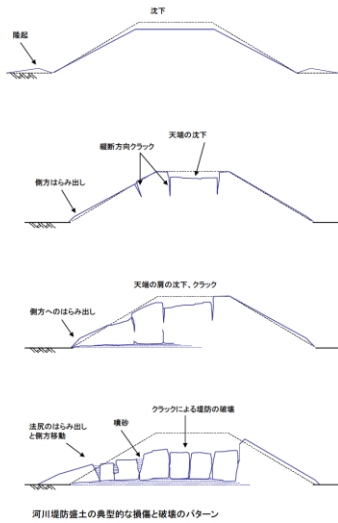 沈下
隆起
天端の沈下
縦断方向クラック
側方はらみ出し
天端の肩の沈下、クラック
側方へのはらみ出し
クラックによる堤防の破壊
噴砂
法尻のはらみ出し
と側方移動
河川堤防盛土の典型的な損傷と破壊のパターン